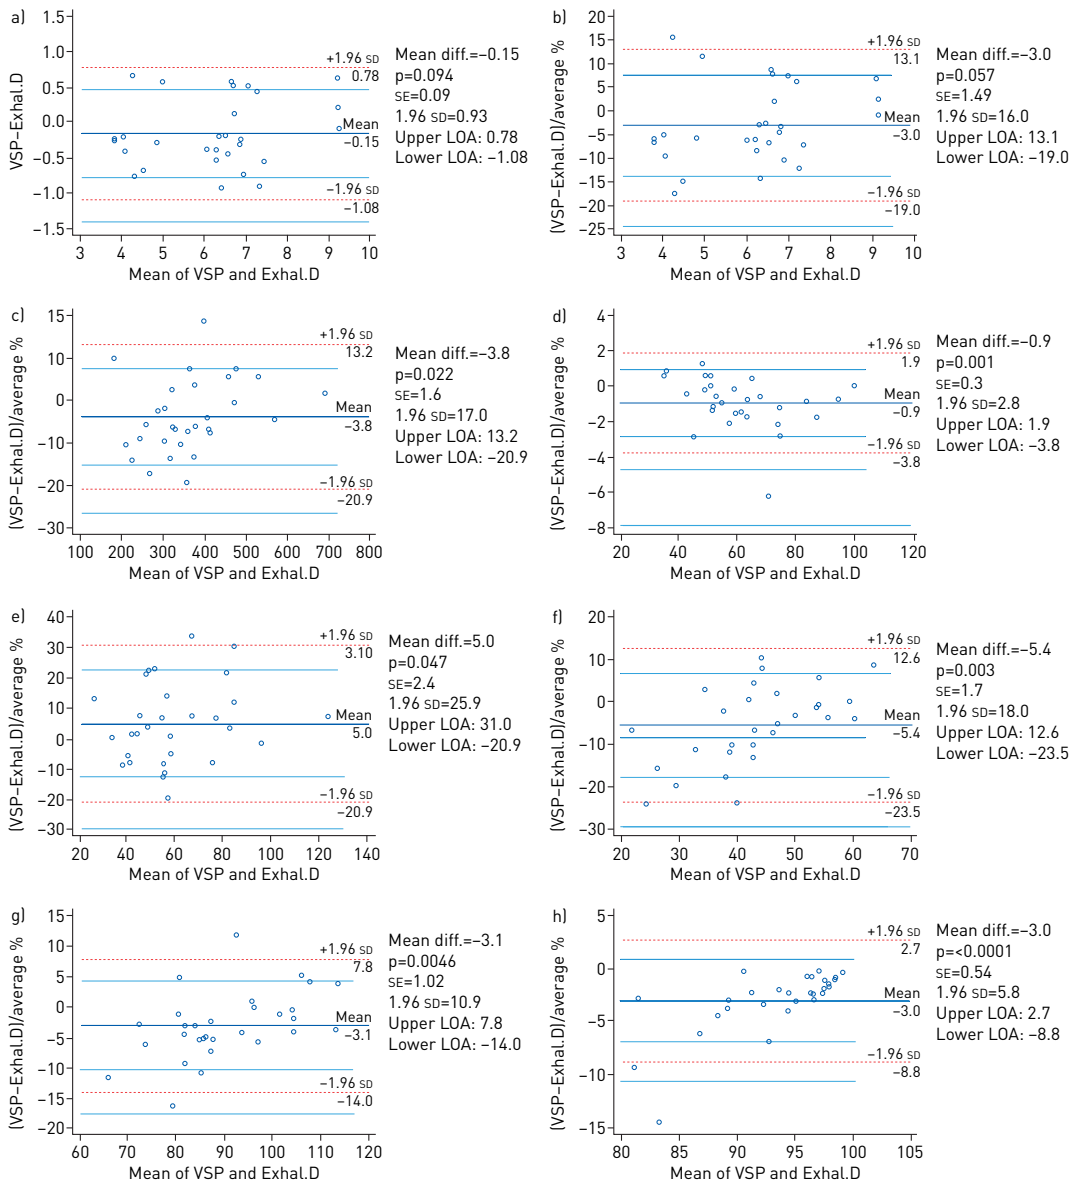 a)
VSP–Exhal.D
1.5
1.0
0.5
0.0
−0.5
−1.0
−1.5
+1.96 SD
0.78
Mean
−0.15
−1.96 SD
−1.08
3 4 5 6 7 8 9 10
Mean of VSP and Exhal.D
Mean diff.=−0.15
p=0.094
SE=0.09
1.96 SD=0.93
Upper LOA: 0.78
Lower LOA: −1.08
b)
(VSP–Exhal.D)/average %
20
15
10
5
0
−5
−10
−15
−20
−25
+1.96 SD
13.1
Mean
−3.0
−1.96 SD
−19.0
3 4 5 6 7 8 9 10
Mean of VSP and Exhal.D
Mean diff.=−3.0
p=0.057
SE=1.49
1.96 SD=16.0
Upper LOA: 13.1
Lower LOA: −19.0
c)
(VSP–Exhal.D)/average %
15
10
0
−10
−20
−30
+1.96 SD
13.2
Mean
−3.8
−1.96 SD
−20.9
100 200 300 400 500 600 700 800
Mean of VSP and Exhal.D
Mean diff.=−3.8
p=0.022
SE=1.6
1.96 SD=17.0
Upper LOA: 13.2
Lower LOA: −20.9
d)
(VSP–Exhal.D)/average %
4
2
0
−2
−4
−6
−8
+1.96 SD
1.9
Mean
−0.9
−1.96 SD
−3.8
20 40 60 80 100 120
Mean of VSP and Exhal.D
Mean diff.=−0.9
p=0.001
SE=0.3
1.96 SD=2.8
Upper LOA: 1.9
Lower LOA: −3.8
e)
(VSP–Exhal.D)/average %
40
30
20
10
0
−10
−20
−30
+1.96 SD
3.10
Mean
5.0
−1.96 SD
−20.9
20 40 60 80 100 120 140
Mean of VSP and Exhal.D
Mean diff.=5.0
p=0.047
SE=2.4
1.96 SD=25.9
Upper LOA: 31.0
Lower LOA: −20.9
f)
(VSP–Exhal.D)/average %
20
10
0
−10
−20
−30
+1.96 SD
12.6
Mean
−5.4
−1.96 SD
−23.5
20 30 40 50 60 70
Mean of VSP and Exhal.D
Mean diff.=−5.4
p=0.003
SE=1.7
1.96 SD=18.0
Upper LOA: 12.6
Lower LOA: −23.5
g)
(VSP–Exhal.D)/average %
15
10
5
0
−5
−10
−15
−20
+1.96 SD
7.8
Mean
−3.1
−1.96 SD
−14.0
60 70 80 90 100 110 120
Mean of VSP and Exhal.D
Mean diff.=−3.1
p=0.0046
SE=1.02
1.96 SD=10.9
Upper LOA: 7.8
Lower LOA: −14.0
h)
(VSP–Exhal.D)/average %
5
0
−5
−10
−15
+1.96 SD
2.7
Mean
−3.0
−1.96 SD
−8.8
80 85 90 95 100 105
Mean of VSP and Exhal.D
Mean diff.=−3.0
p=<0.0001
SE=0.54
1.96 SD=5.8
Upper LOA: 2.7
Lower LOA: −8.8